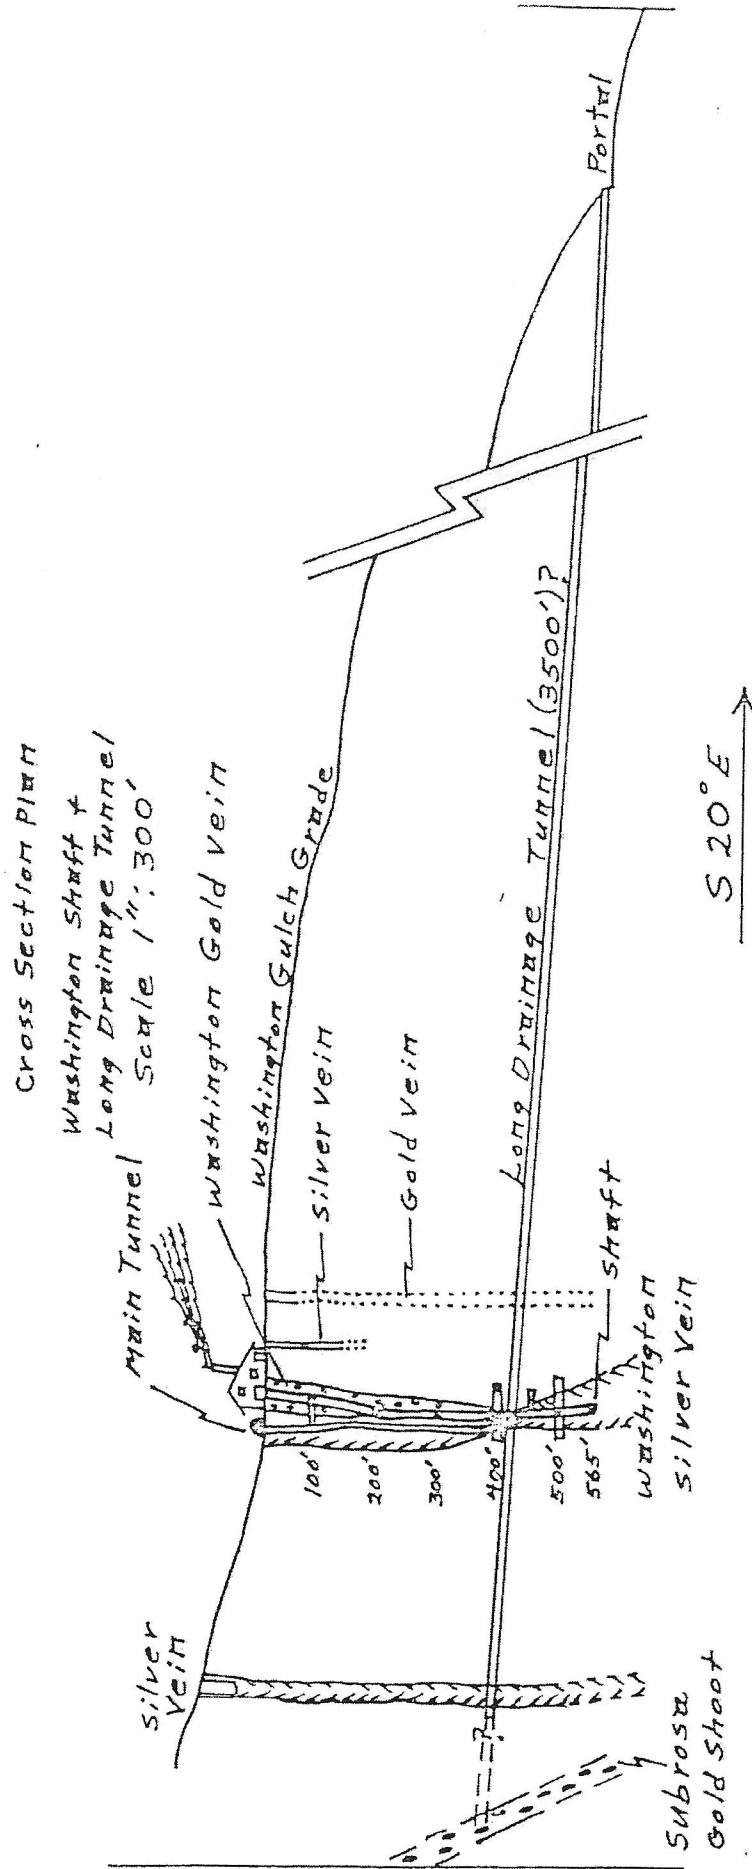 Cross Section Plan
Washington Shaft +
Long Drainage Tunnel
Scale 1": 300'
Main Tunnel
Washington Gold Vein
Washington Gulch Grade
Silver Vein
Gold Vein
Silver
Vein
Portal
Long Drainage Tunnel (3500')?
100'
200'
300'
400'
500'
565'
Shaft
Washington
Silver Vein
?
Subrosa
Gold Shoot
S 20° E